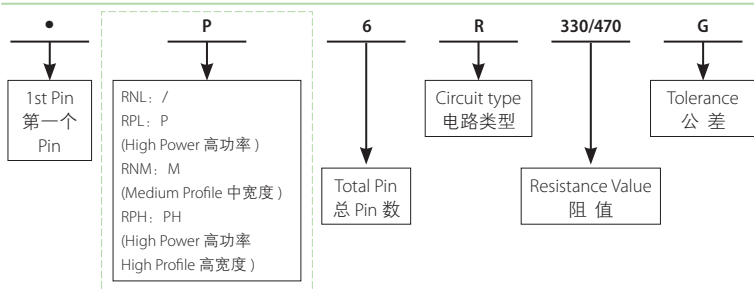 • P 6 R 330/470 G
1st Pin
第一个
Pin
RNL：/
RPL：P
(High Power 高功率 )
RNM：M
(Medium Profile 中宽度 )
RPH：PH
(High Power 高功率
High Profile 高宽度 )
Total Pin
总 Pin 数
Circuit type
电路类型
Resistance Value
阻 值
Tolerance
公 差